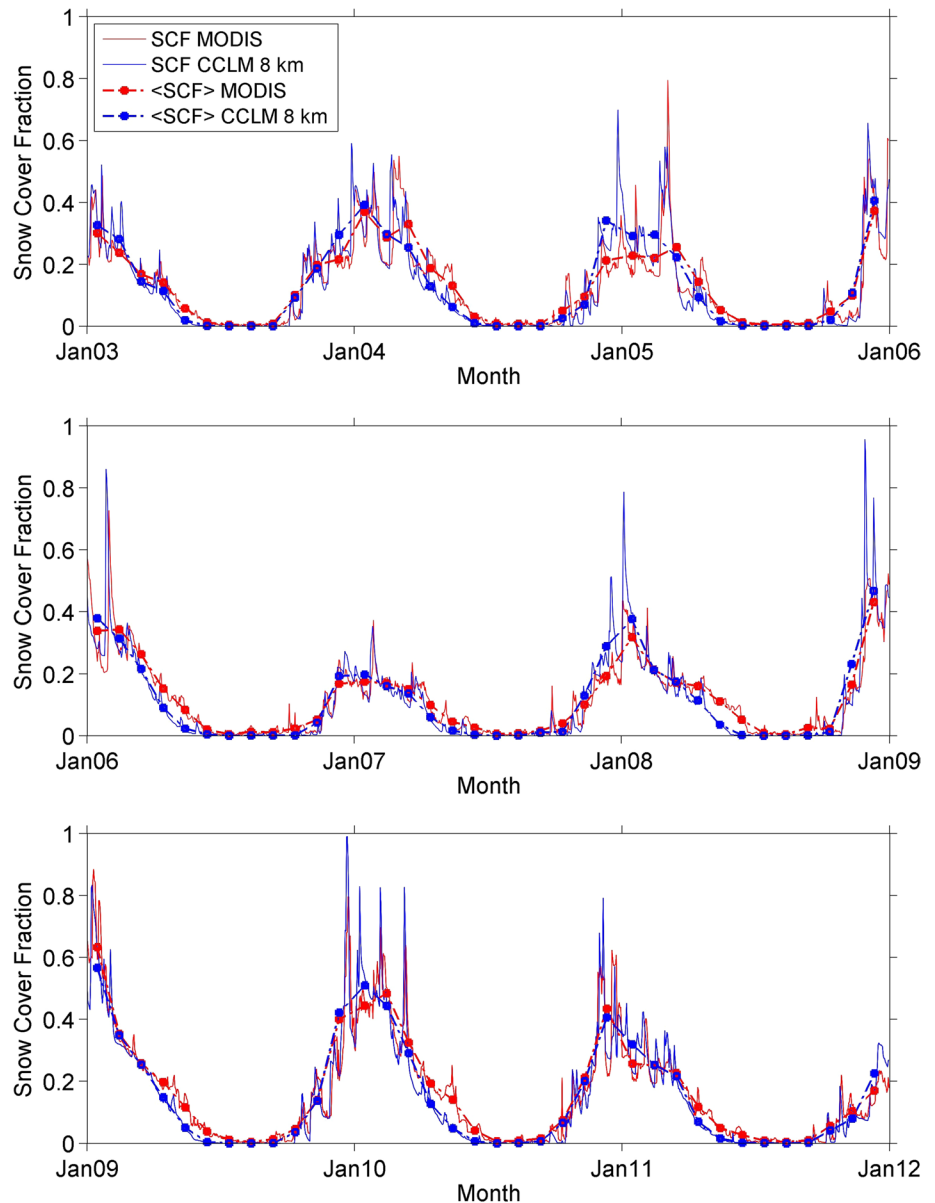 1
SCF MODIS
SCF CCLM 8 km
<SCF> MODIS
<SCF> CCLM 8 km
0.8
0.6
0.4
0.2
0
Snow Cover Fraction
Jan03
Jan04
Jan05
Jan06
Month
1
0.8
0.6
0.4
0.2
0
Snow Cover Fraction
Jan06
Jan07
Jan08
Jan09
Month
1
0.8
0.6
0.4
0.2
0
Snow Cover Fraction
Jan09
Jan10
Jan11
Jan12
Month